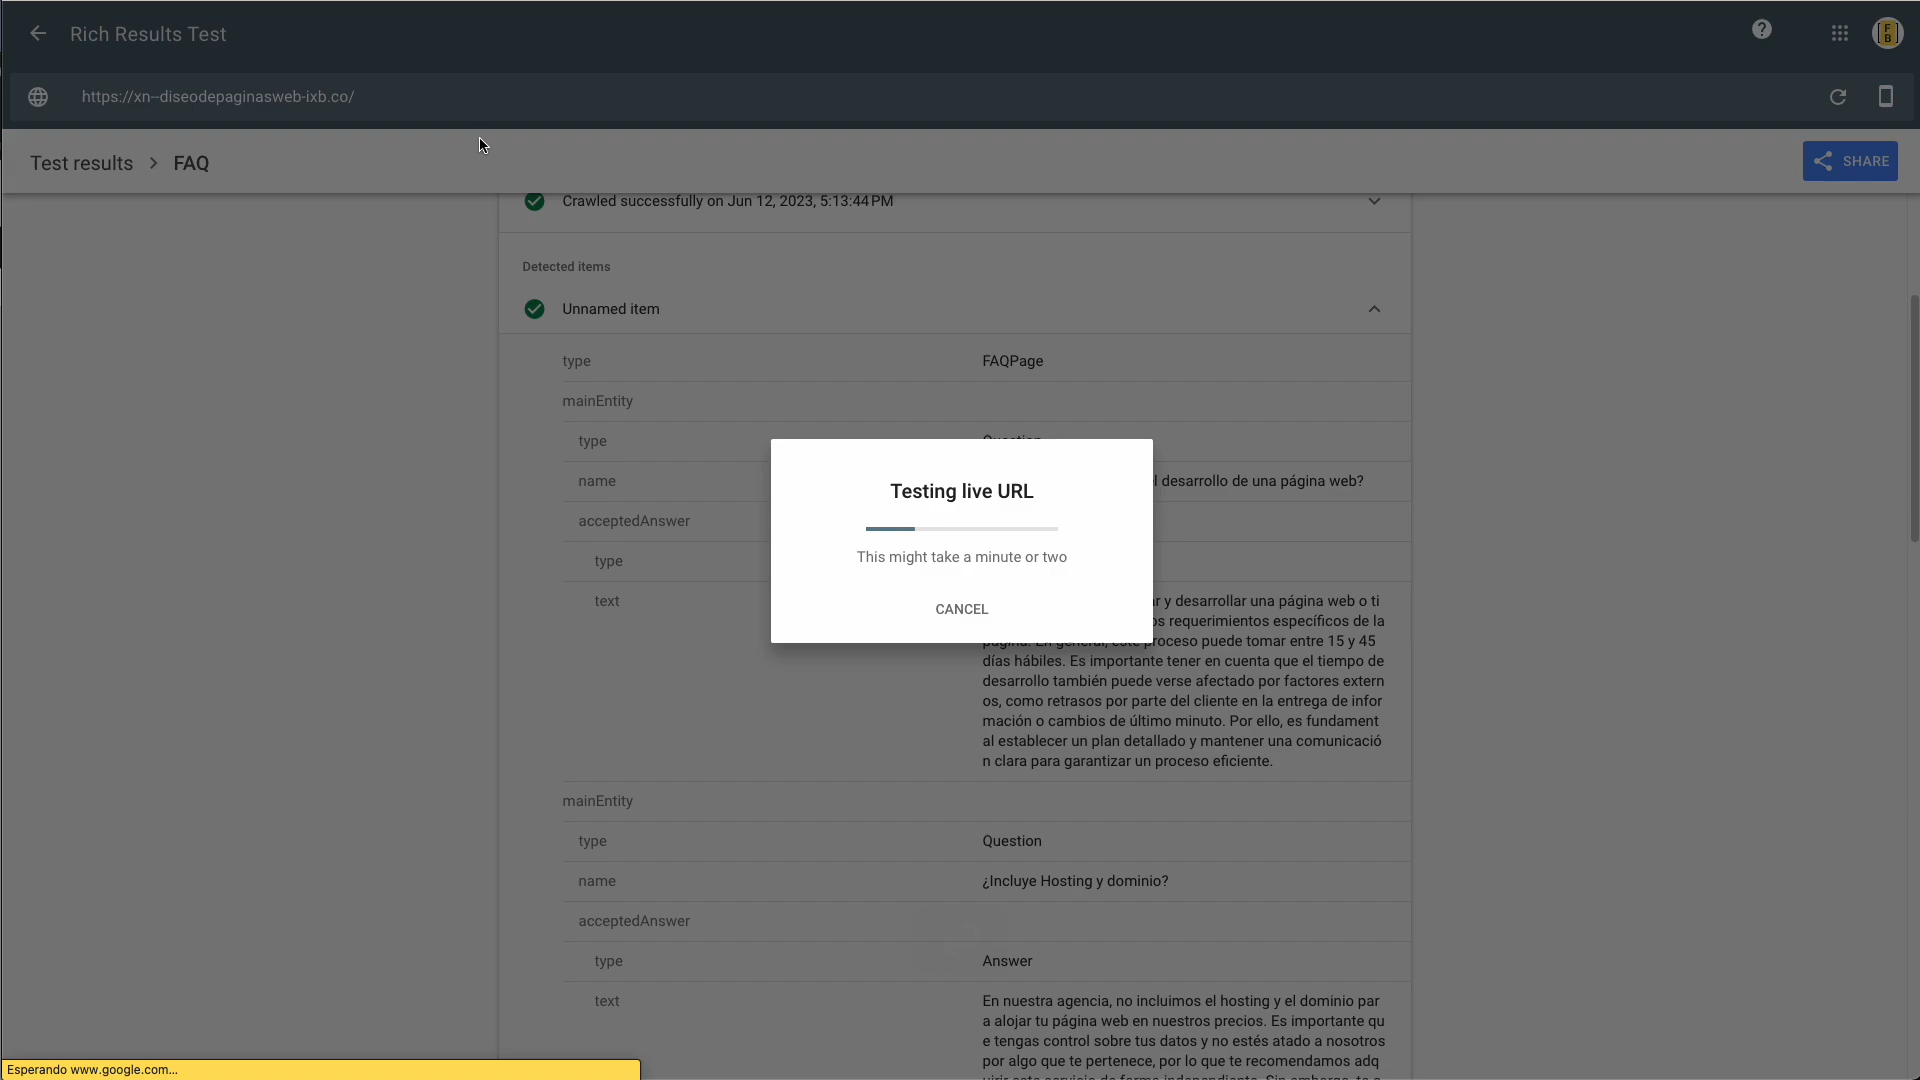 Rich Results Test
F
B
https://xn--diseodepaginasweb-ixb.co/
Test results > FAQ
SHARE
Crawled successfully on Jun 12, 2023, 5:13:44 PM
Detected items
Unnamed item
type FAQPage
mainEntity
type Question
name l desarrollo de una página web?
acceptedAnswer
type
text r y desarrollar una página web o ti
os requerimientos específicos de la
página. En general, este proceso puede tomar entre 15 y 45
días hábiles. Es importante tener en cuenta que el tiempo de
desarrollo también puede verse afectado por factores extern
os, como retrasos por parte del cliente en la entrega de infor
mación o cambios de último minuto. Por ello, es fundament
al establecer un plan detallado y mantener una comunicació
n clara para garantizar un proceso eficiente.
Testing live URL
This might take a minute or two
CANCEL
mainEntity
type Question
name ¿Incluye Hosting y dominio?
acceptedAnswer
type Answer
text En nuestra agencia, no incluimos el hosting y el dominio par
a alojar tu página web en nuestros precios. Es importante qu
e tengas control sobre tus datos y no estés atado a nosotros
por algo que te pertenece, por lo que te recomendamos adq
Esperando www.google.com...